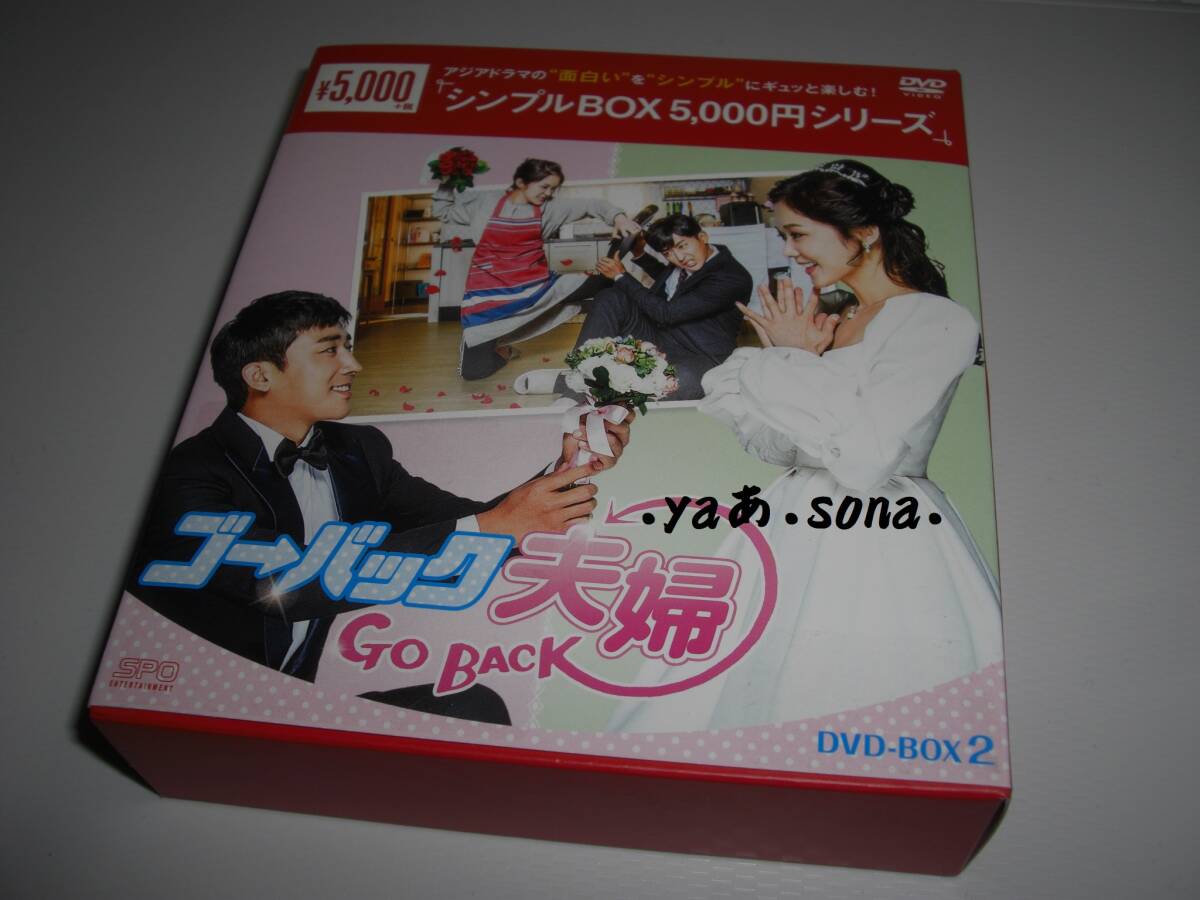 ¥5,000
+税
アジアドラマの"面白い"を"シンプル"にギュッと楽しむ!
シンプルBOX 5,000円シリーズ
DVD
VIDEO
.yaあ.sona.
ゴーバック夫婦
GO BACK
SPO
ENTERTAINMENT
DVD-BOX2